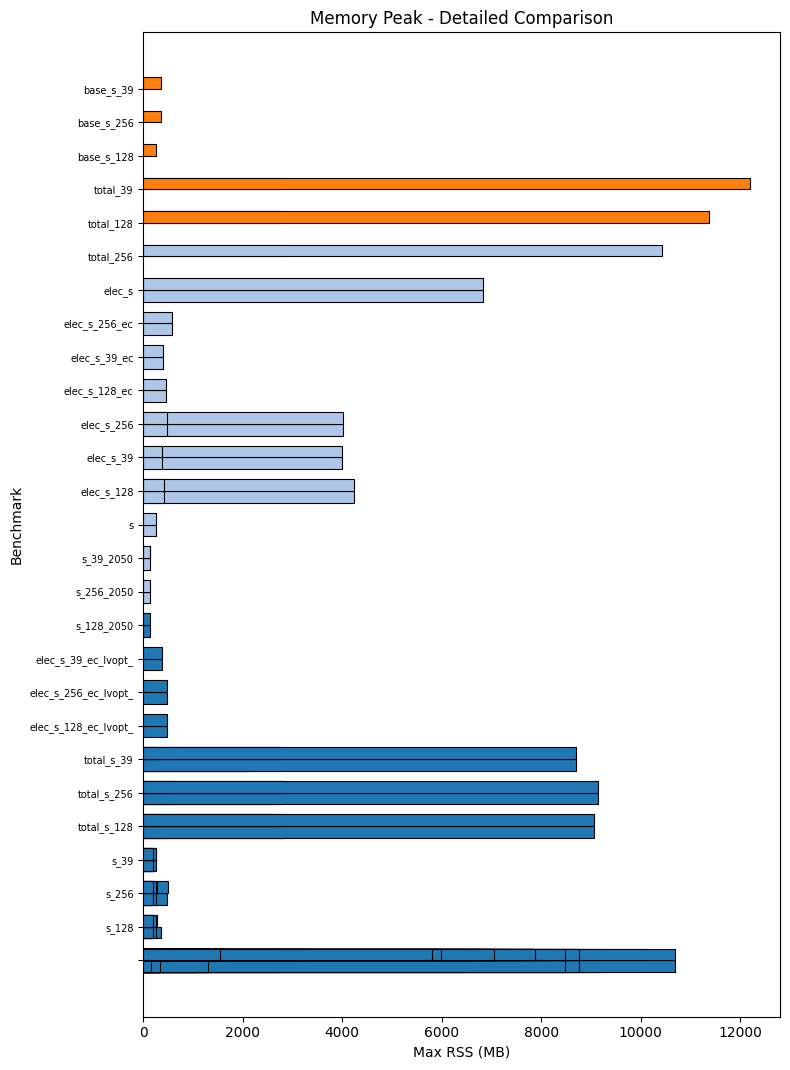 Memory Peak - Detailed Comparison
base_s_39
base_s_256
base_s_128
total_39
total_128
total_256
elec_s
elec_s_256_ec
elec_s_39_ec
elec_s_128_ec
elec_s_256
elec_s_39
elec_s_128
s
s_39_2050
s_256_2050
s_128_2050
elec_s_39_ec_lvopt_
elec_s_256_ec_lvopt_
elec_s_128_ec_lvopt_
total_s_39
total_s_256
total_s_128
s_39
s_256
s_128
Benchmark
0 2000 4000 6000 8000 10000 12000
Max RSS (MB)